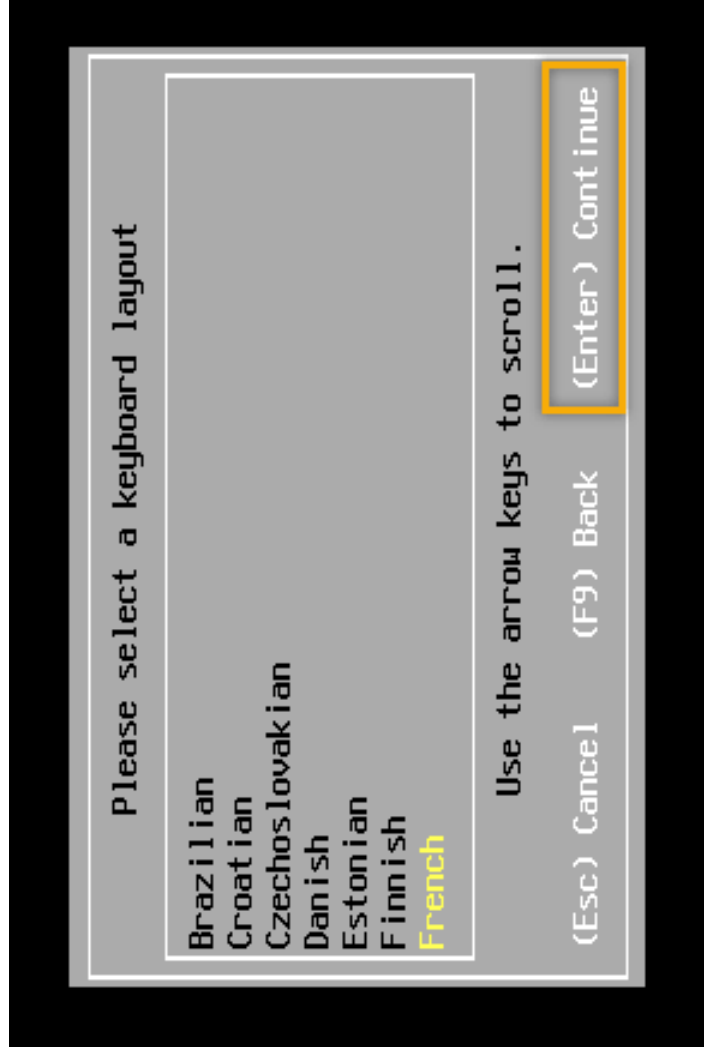 Please select a keyboard layout
Brazilian
Croatian
Czechoslovakian
Danish
Estonian
Finnish
French
Use the arrow keys to scroll.
(Esc) Cancel (F9) Back (Enter) Continue